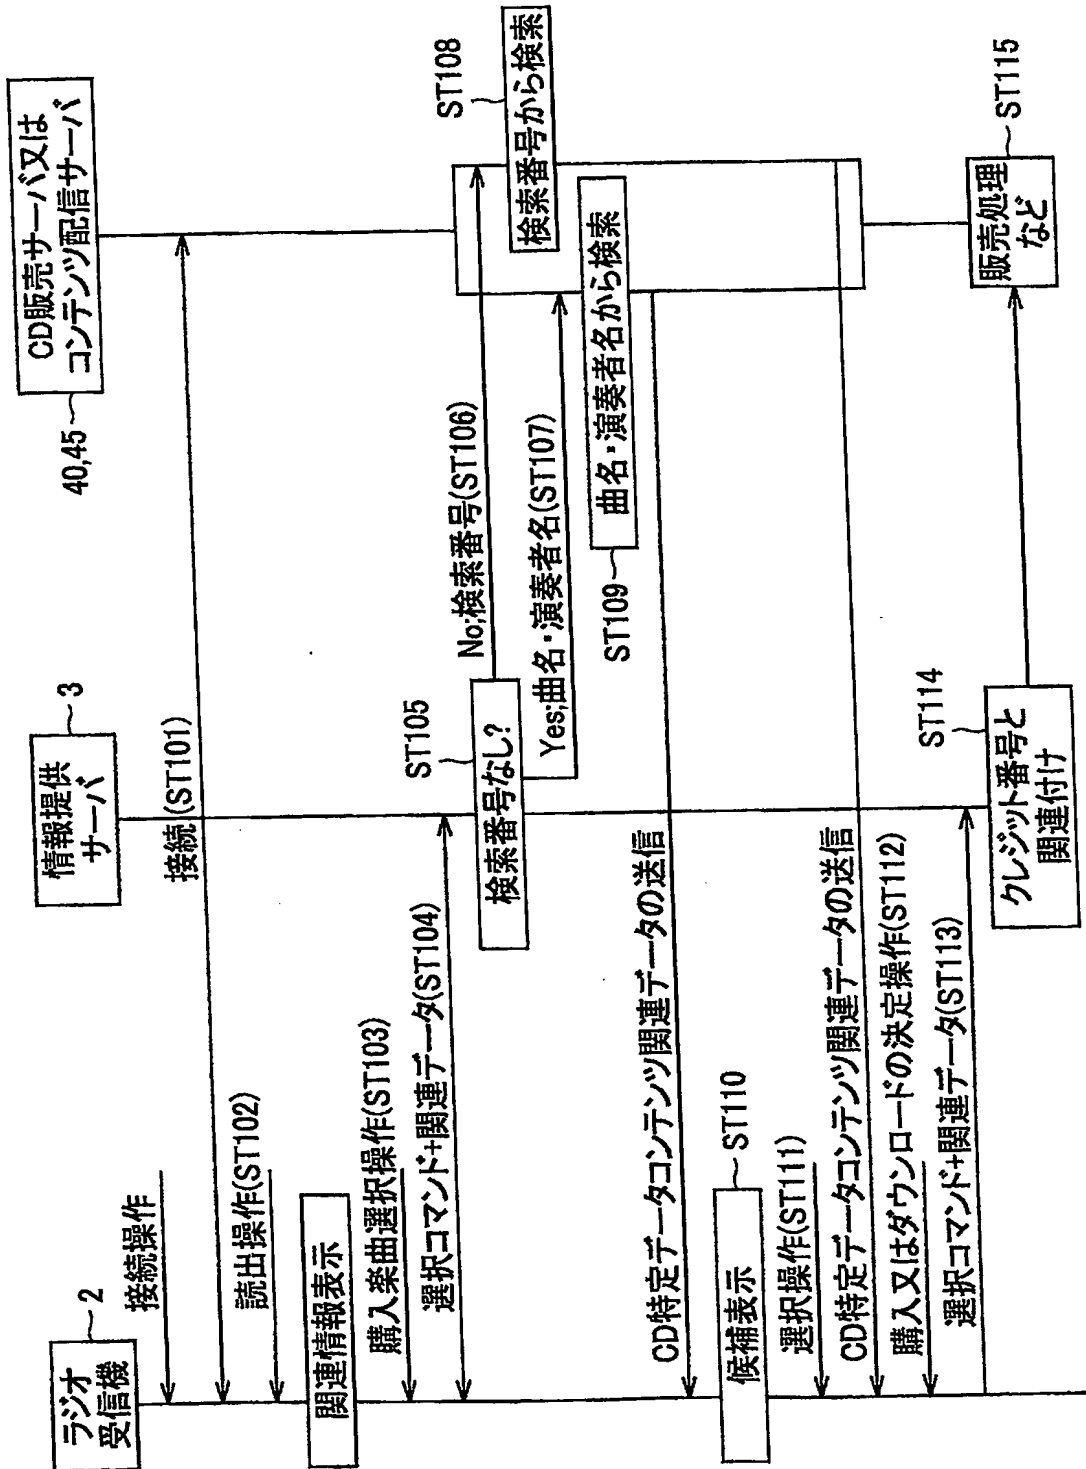 ラジオ
受信機
2
情報提供
サーバ
3
CD販売サーバ又は
コンテンツ配信サーバ
40,45
接続操作
接続(ST101)
読出操作(ST102)
関連情報表示
購入楽曲選択操作(ST103)
選択コマンド+関連データ(ST104)
検索番号なし?
ST105
No;検索番号(ST106)
Yes;曲名・演奏者名(ST107)
検索番号から検索
ST108
曲名・演奏者名から検索
ST109
CD特定データコンテンツ関連データの送信
候補表示
ST110
選択操作(ST111)
CD特定データコンテンツ関連データの送信
購入又はダウンロードの決定操作(ST112)
選択コマンド+関連データ(ST113)
クレジット番号と
関連付け
ST114
販売処理
など
ST115